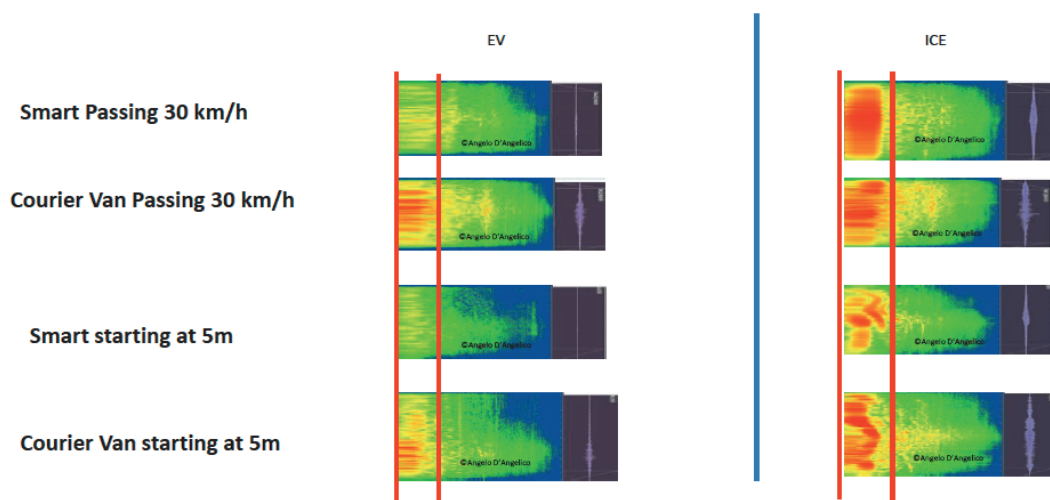 EV
ICE
Smart Passing 30 km/h
©Angelo D'Angelico
©Angelo D'Angelico
Courier Van Passing 30 km/h
©Angelo D'Angelico
©Angelo D'Angelico
Smart starting at 5m
©Angelo D'Angelico
©Angelo D'Angelico
Courier Van starting at 5m
©Angelo D'Angelico
©Angelo D'Angelico